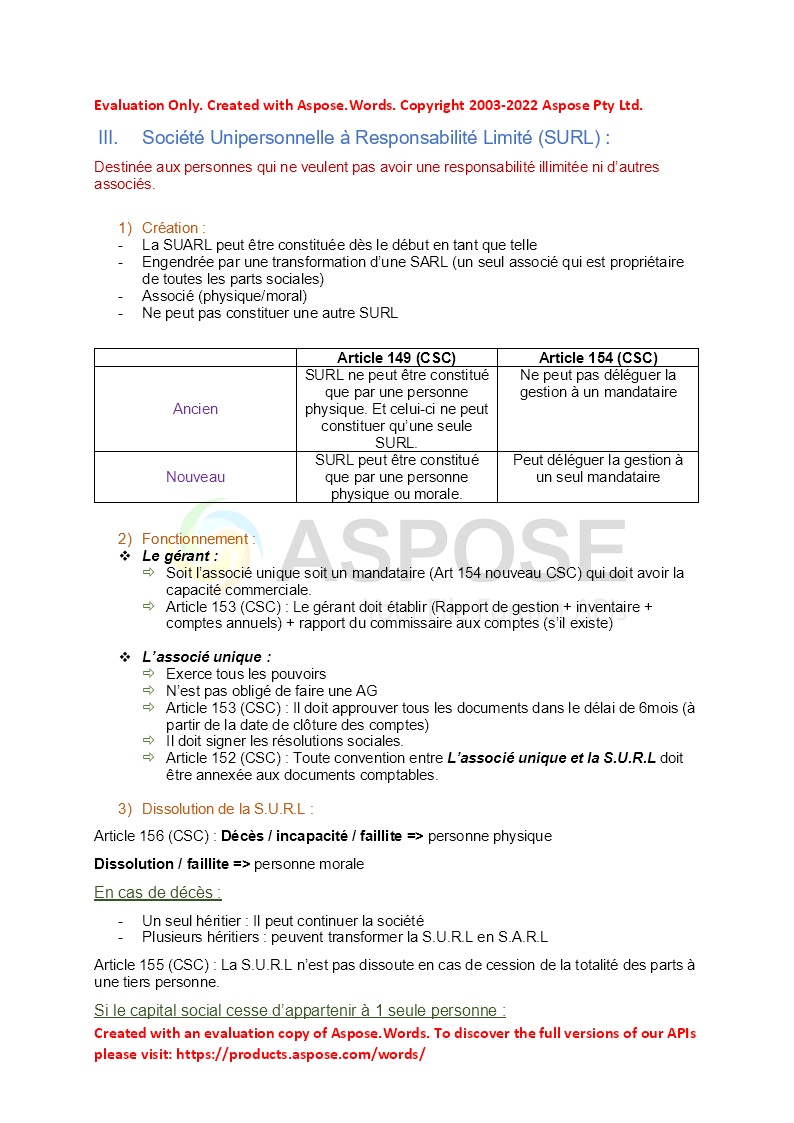 Evaluation Only. Created with Aspose.Words. Copyright 2003-2022 Aspose Pty Ltd.
III. Société Unipersonnelle à Responsabilité Limité (SURL) :
Destinée aux personnes qui ne veulent pas avoir une responsabilité illimitée ni d’autres
associés.
1) Création :
- La SUARL peut être constituée dès le début en tant que telle
- Engendrée par une transformation d’une SARL (un seul associé qui est propriétaire
de toutes les parts sociales)
- Associé (physique/moral)
- Ne peut pas constituer une autre SURL
Article 149 (CSC) Article 154 (CSC)
Ancien
SURL ne peut être constitué
que par une personne
physique. Et celui-ci ne peut
constituer qu’une seule
SURL.
Ne peut pas déléguer la
gestion à un mandataire
Nouveau
SURL peut être constitué
que par une personne
physique ou morale.
Peut déléguer la gestion à
un seul mandataire
ASPOSE
2) Fonctionnement :
❖ Le gérant :
⇨ Soit l’associé unique soit un mandataire (Art 154 nouveau CSC) qui doit avoir la
capacité commerciale.
⇨ Article 153 (CSC) : Le gérant doit établir (Rapport de gestion + inventaire +
comptes annuels) + rapport du commissaire aux comptes (s’il existe)
❖ L’associé unique :
⇨ Exerce tous les pouvoirs
⇨ N’est pas obligé de faire une AG
⇨ Article 153 (CSC) : Il doit approuver tous les documents dans le délai de 6mois (à
partir de la date de clôture des comptes)
⇨ Il doit signer les résolutions sociales.
⇨ Article 152 (CSC) : Toute convention entre L’associé unique et la S.U.R.L doit
être annexée aux documents comptables.
3) Dissolution de la S.U.R.L :
Article 156 (CSC) : Décès / incapacité / faillite => personne physique
Dissolution / faillite => personne morale
En cas de décès :
- Un seul héritier : Il peut continuer la société
- Plusieurs héritiers : peuvent transformer la S.U.R.L en S.A.R.L
Article 155 (CSC) : La S.U.R.L n’est pas dissoute en cas de cession de la totalité des parts à
une tiers personne.
Si le capital social cesse d’appartenir à 1 seule personne :
Created with an evaluation copy of Aspose.Words. To discover the full versions of our APIs
please visit: https://products.aspose.com/words/